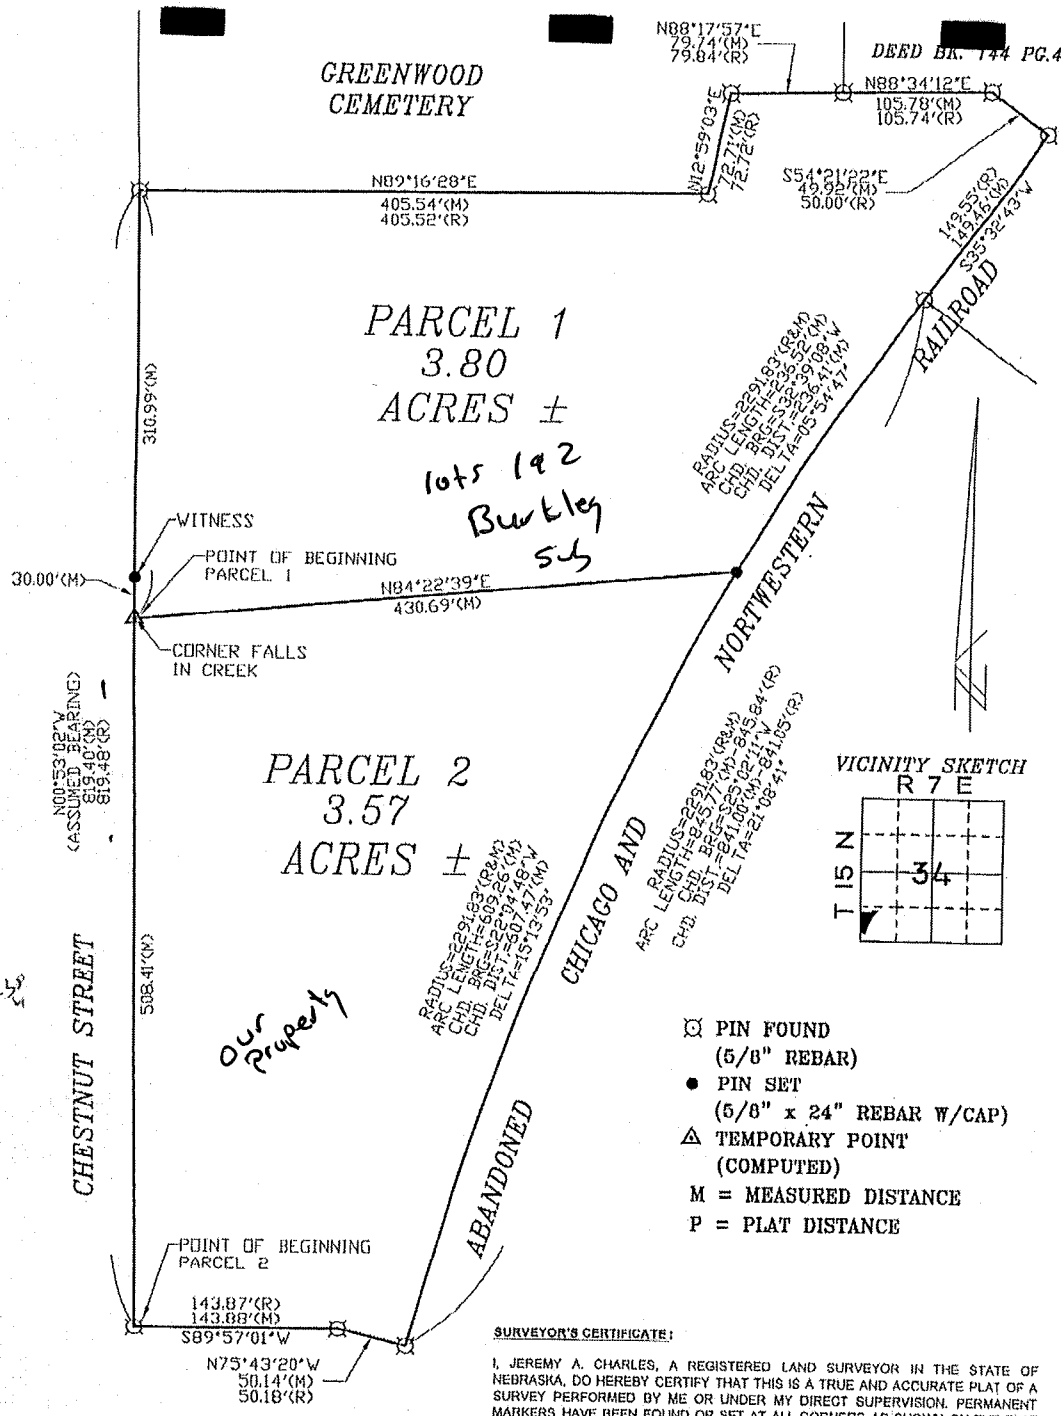 N88°17'57"E
79.74'(M)
79.84'(R)
DEED BK. 144 PG.4
GREENWOOD
CEMETERY
N88°34'12"E
105.78'(M)
105.74'(R)
N12°59'03"E
72.71'(M)
72.72'(R)
S54°21'22"E
49.92'(M)
50.00'(R)
N89°16'28"E
405.54'(M)
405.52'(R)
149.55'(R)
149.46'(M)
S35°32'43"W
RAILROAD
PARCEL 1
3.80
ACRES ±
310.99'(M)
RADIUS=2291.83'(R&M)
ARC LENGTH=236.52'(M)
CHD. BRG=S32°39'08"W
CHD. DIST.=236.41'(M)
DELTA=05°54'47"
lots 1 & 2
Burkley
Sub
WITNESS
POINT OF BEGINNING
PARCEL 1
30.00'(M)
N84°22'39"E
430.69'(M)
NORTWESTERN
CORNER FALLS
IN CREEK
N00°53'02"W
(ASSUMED BEARING)
819.40'(M)
819.48'(R)
PARCEL 2
3.57
ACRES ±
RADIUS=2291.83'(R&M)
ARC LENGTH=845.77'(M)-845.84'(R)
CHD. BRG=S25°02'11"W
CHD. DIST.=841.00'(M)-841.05'(R)
DELTA=21°08'41"
VICINITY SKETCH
R 7 E
T 15 N
34
CHICAGO AND
RADIUS=2291.83'(R&M)
ARC LENGTH=609.26'(M)
CHD. BRG=S22°04'48"W
CHD. DIST.=607.47'(M)
DELTA=15°13'53"
508.41'(M)
CHESTNUT STREET
our
property
PIN FOUND
(5/8" REBAR)
PIN SET
(5/8" x 24" REBAR W/CAP)
TEMPORARY POINT
(COMPUTED)
M = MEASURED DISTANCE
P = PLAT DISTANCE
ABANDONED
POINT OF BEGINNING
PARCEL 2
143.87'(R)
143.88'(M)
S89°57'01"W
N75°43'20"W
50.14'(M)
50.18'(R)
SURVEYOR'S CERTIFICATE:
I, JEREMY A. CHARLES, A REGISTERED LAND SURVEYOR IN THE STATE OF
NEBRASKA, DO HEREBY CERTIFY THAT THIS IS A TRUE AND ACCURATE PLAT OF A
SURVEY PERFORMED BY ME OR UNDER MY DIRECT SUPERVISION. PERMANENT
MARKERS HAVE BEEN FOUND OR SET AT ALL CORNERS